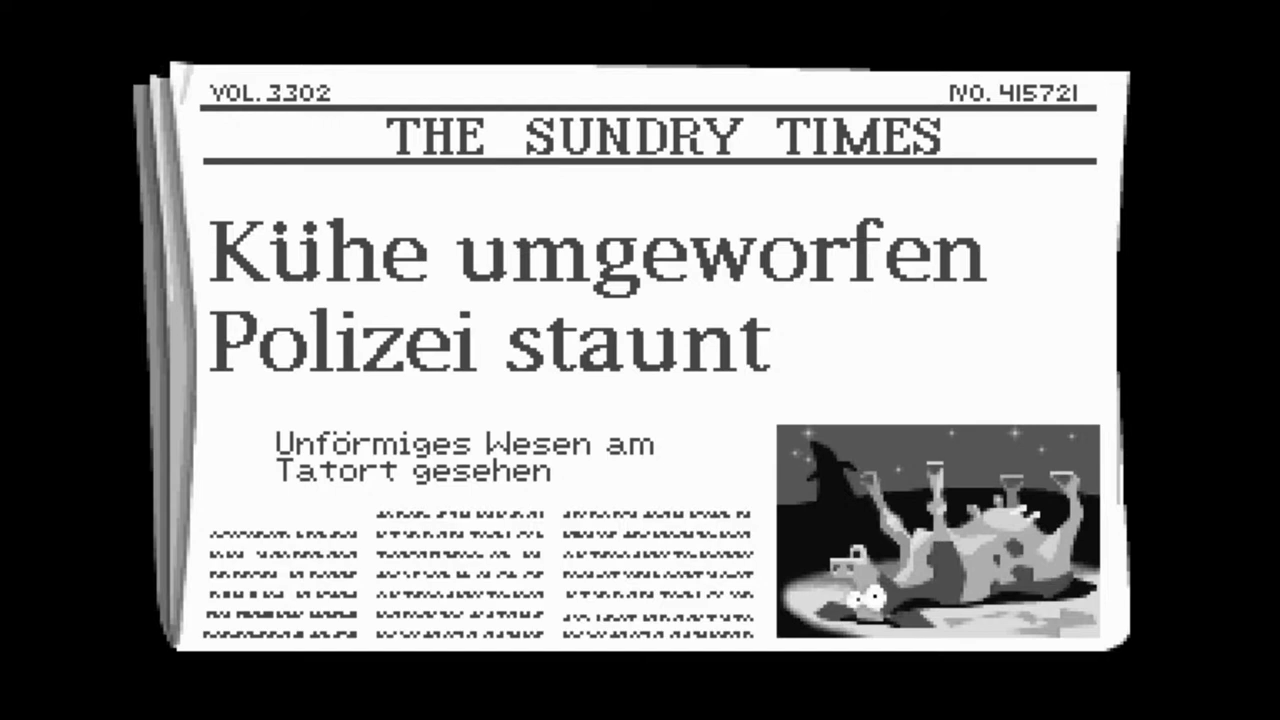 VOL. 3302
NO. 415721
THE SUNDRY TIMES
Kühe umgeworfen
Polizei staunt
Unförmiges Wesen am
Tatort gesehen